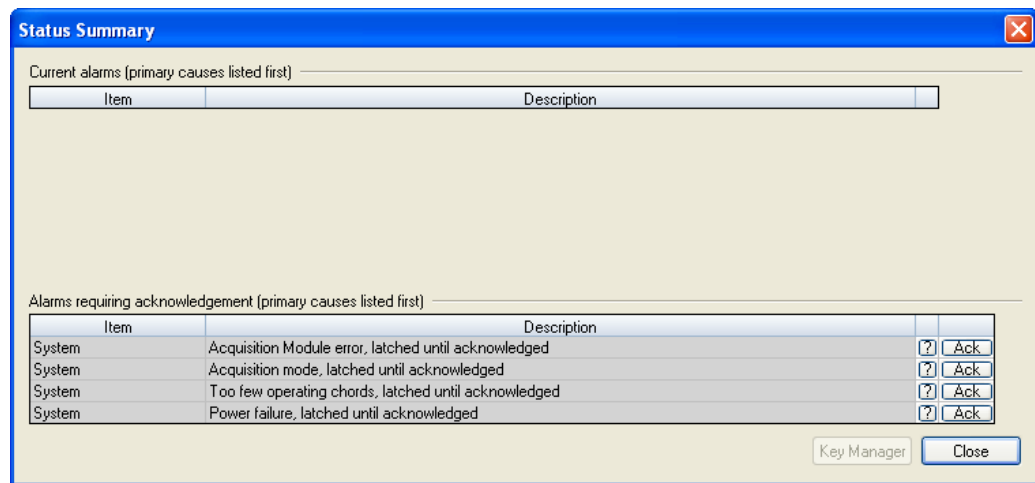 Status Summary
Current alarms (primary causes listed first)
Item Description
Alarms requiring acknowledgement (primary causes listed first)
Item Description
System Acquisition Module error, latched until acknowledged ? Ack
System Acquisition mode, latched until acknowledged ? Ack
System Too few operating chords, latched until acknowledged ? Ack
System Power failure, latched until acknowledged ? Ack
Key Manager Close